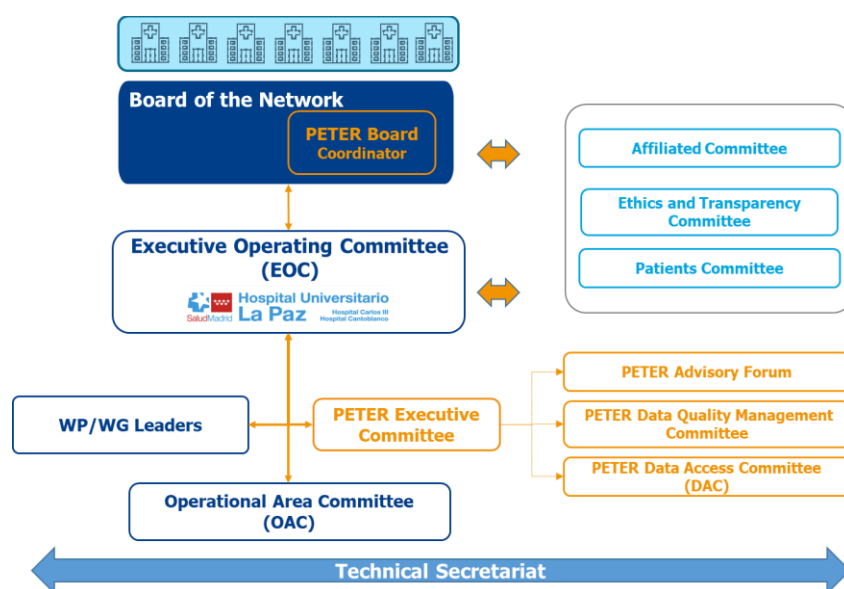 Board of the Network
PETER Board
Coordinator
Affiliated Committee
Ethics and Transparency
Committee
Patients Committee
Executive Operating Committee
(EOC)
SaludMadrid
Hospital Universitario
La Paz
Hospital Carlos III
Hospital Cantoblanco
PETER Advisory Forum
WP/WG Leaders
PETER Executive
Committee
PETER Data Quality Management
Committee
PETER Data Access Committee
(DAC)
Operational Area Committee
(OAC)
Technical Secretariat